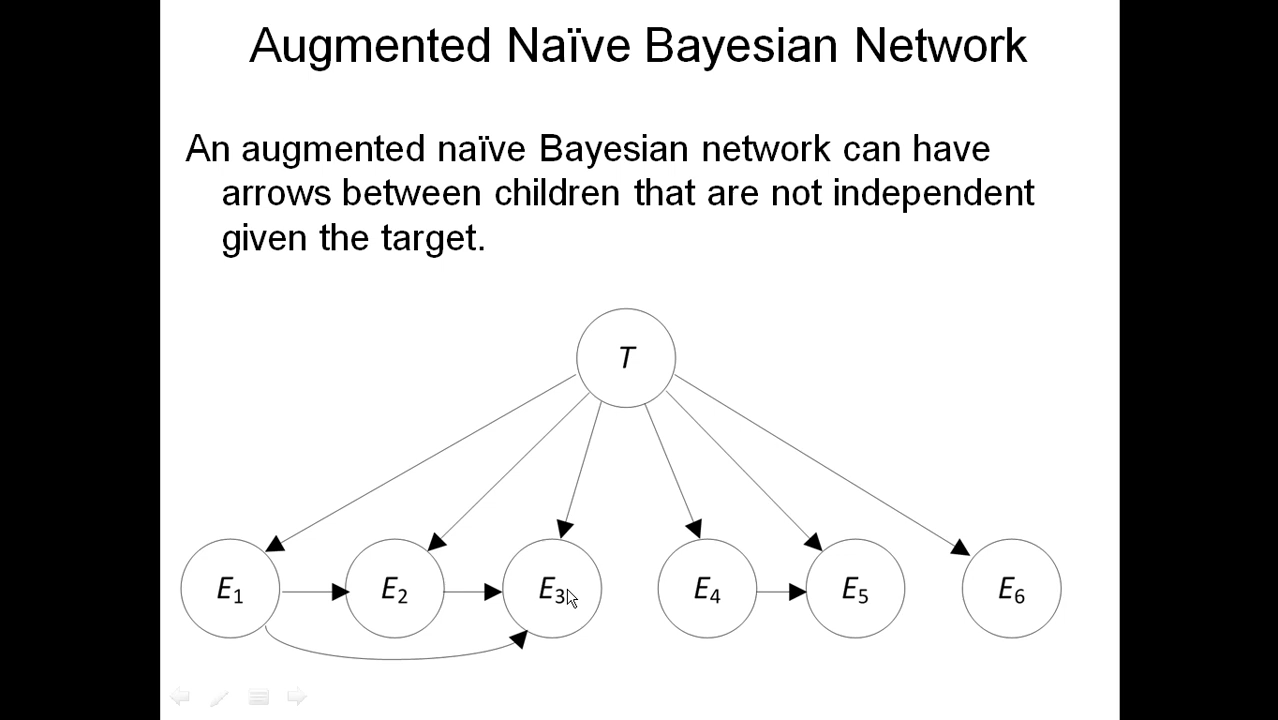 Augmented Naïve Bayesian Network
An augmented naïve Bayesian network can have
arrows between children that are not independent
given the target.
T
E1 E2 E3 E4 E5 E6